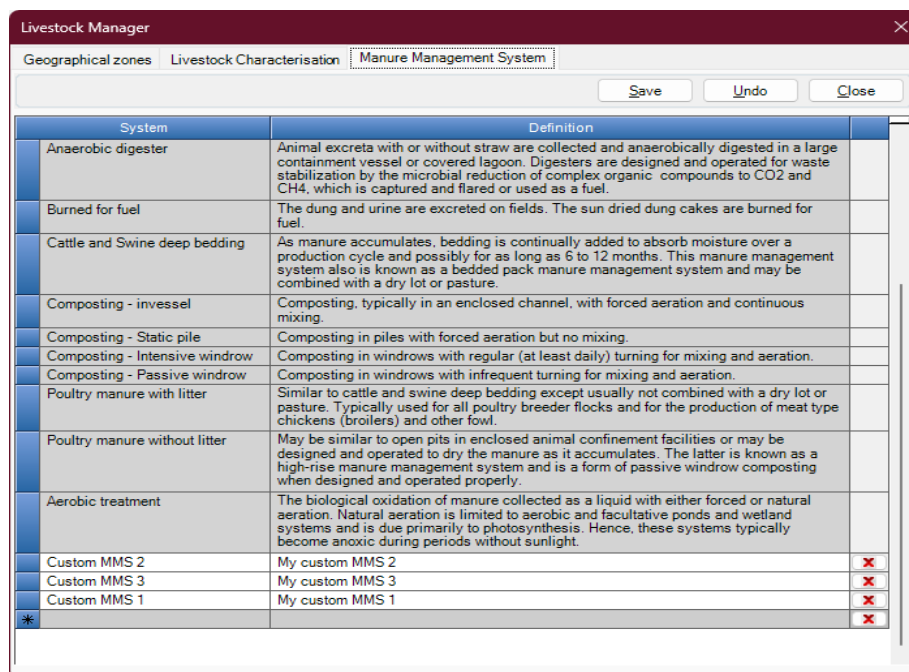 Livestock Manager
Geographical zones Livestock Characterisation Manure Management System
Save Undo Close
System Definition
Anaerobic digester Animal excreta with or without straw are collected and anaerobically digested in a large
containment vessel or covered lagoon. Digesters are designed and operated for waste
stabilization by the microbial reduction of complex organic compounds to CO2 and
CH4, which is captured and flared or used as a fuel.
Burned for fuel The dung and urine are excreted on fields. The sun dried dung cakes are burned for
fuel.
Cattle and Swine deep bedding As manure accumulates, bedding is continually added to absorb moisture over a
production cycle and possibly for as long as 6 to 12 months. This manure management
system also is known as a bedded pack manure management system and may be
combined with a dry lot or pasture.
Composting - invessel Composting, typically in an enclosed channel, with forced aeration and continuous
mixing.
Composting - Static pile Composting in piles with forced aeration but no mixing.
Composting - Intensive windrow Composting in windrows with regular (at least daily) turning for mixing and aeration.
Composting - Passive windrow Composting in windrows with infrequent turning for mixing and aeration.
Poultry manure with litter Similar to cattle and swine deep bedding except usually not combined with a dry lot or
pasture. Typically used for all poultry breeder flocks and for the production of meat type
chickens (broilers) and other fowl.
Poultry manure without litter May be similar to open pits in enclosed animal confinement facilities or may be
designed and operated to dry the manure as it accumulates. The latter is known as a
high-rise manure management system and is a form of passive windrow composting
when designed and operated properly.
Aerobic treatment The biological oxidation of manure collected as a liquid with either forced or natural
aeration. Natural aeration is limited to aerobic and facultative ponds and wetland
systems and is due primarily to photosynthesis. Hence, these systems typically
become anoxic during periods without sunlight.
Custom MMS 2 My custom MMS 2
Custom MMS 3 My custom MMS 3
Custom MMS 1 My custom MMS 1